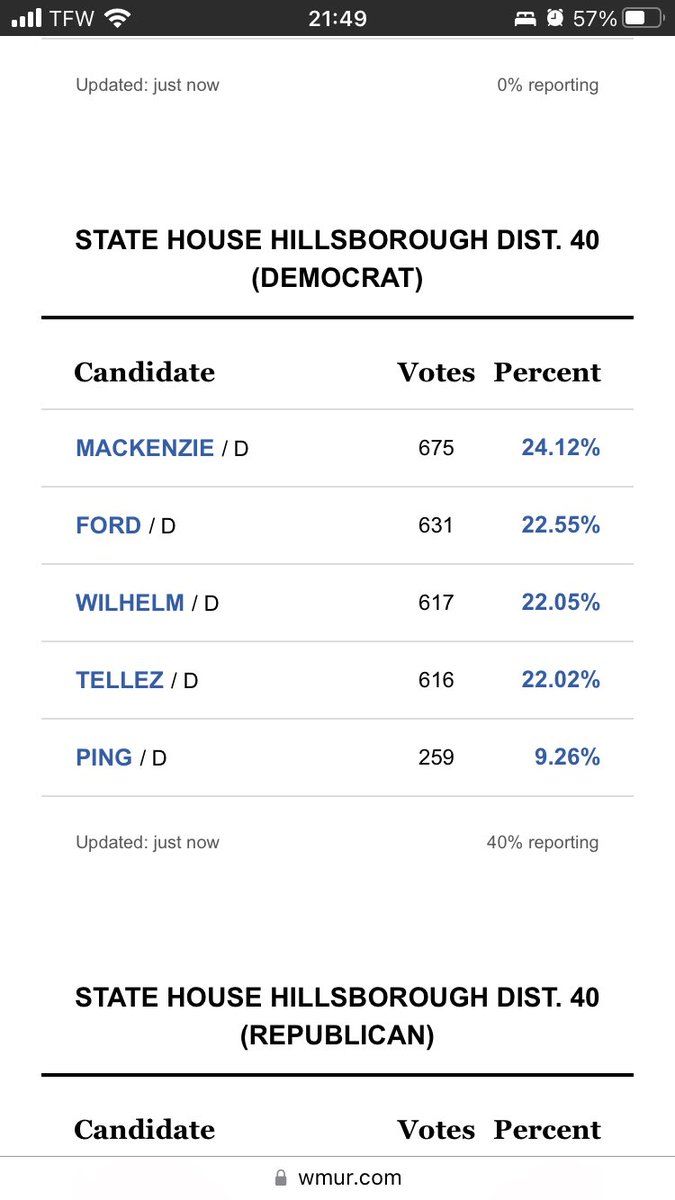 TFW 21:49 57%
Updated: just now 0% reporting
STATE HOUSE HILLSBOROUGH DIST. 40
(DEMOCRAT)
Candidate Votes Percent
MACKENZIE / D 675 24.12%
FORD / D 631 22.55%
WILHELM / D 617 22.05%
TELLEZ / D 616 22.02%
PING / D 259 9.26%
Updated: just now 40% reporting
STATE HOUSE HILLSBOROUGH DIST. 40
(REPUBLICAN)
Candidate Votes Percent
wmur.com